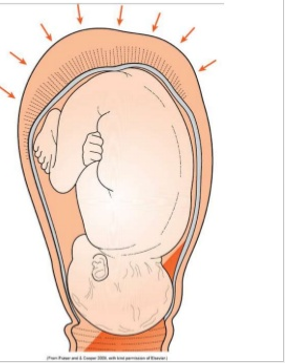 (From Fraser and & Cooper 2009, with kind permission of Elsevier)